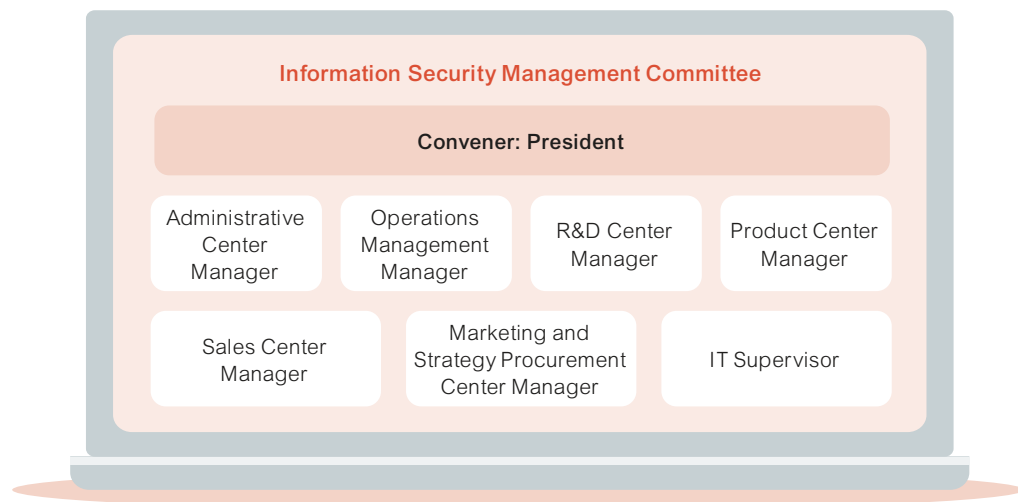 Information Security Management Committee
Convener: President
Administrative
Center
Manager
Operations
Management
Manager
R&D Center
Manager
Product Center
Manager
Sales Center
Manager
Marketing and
Strategy Procurement
Center Manager
IT Supervisor